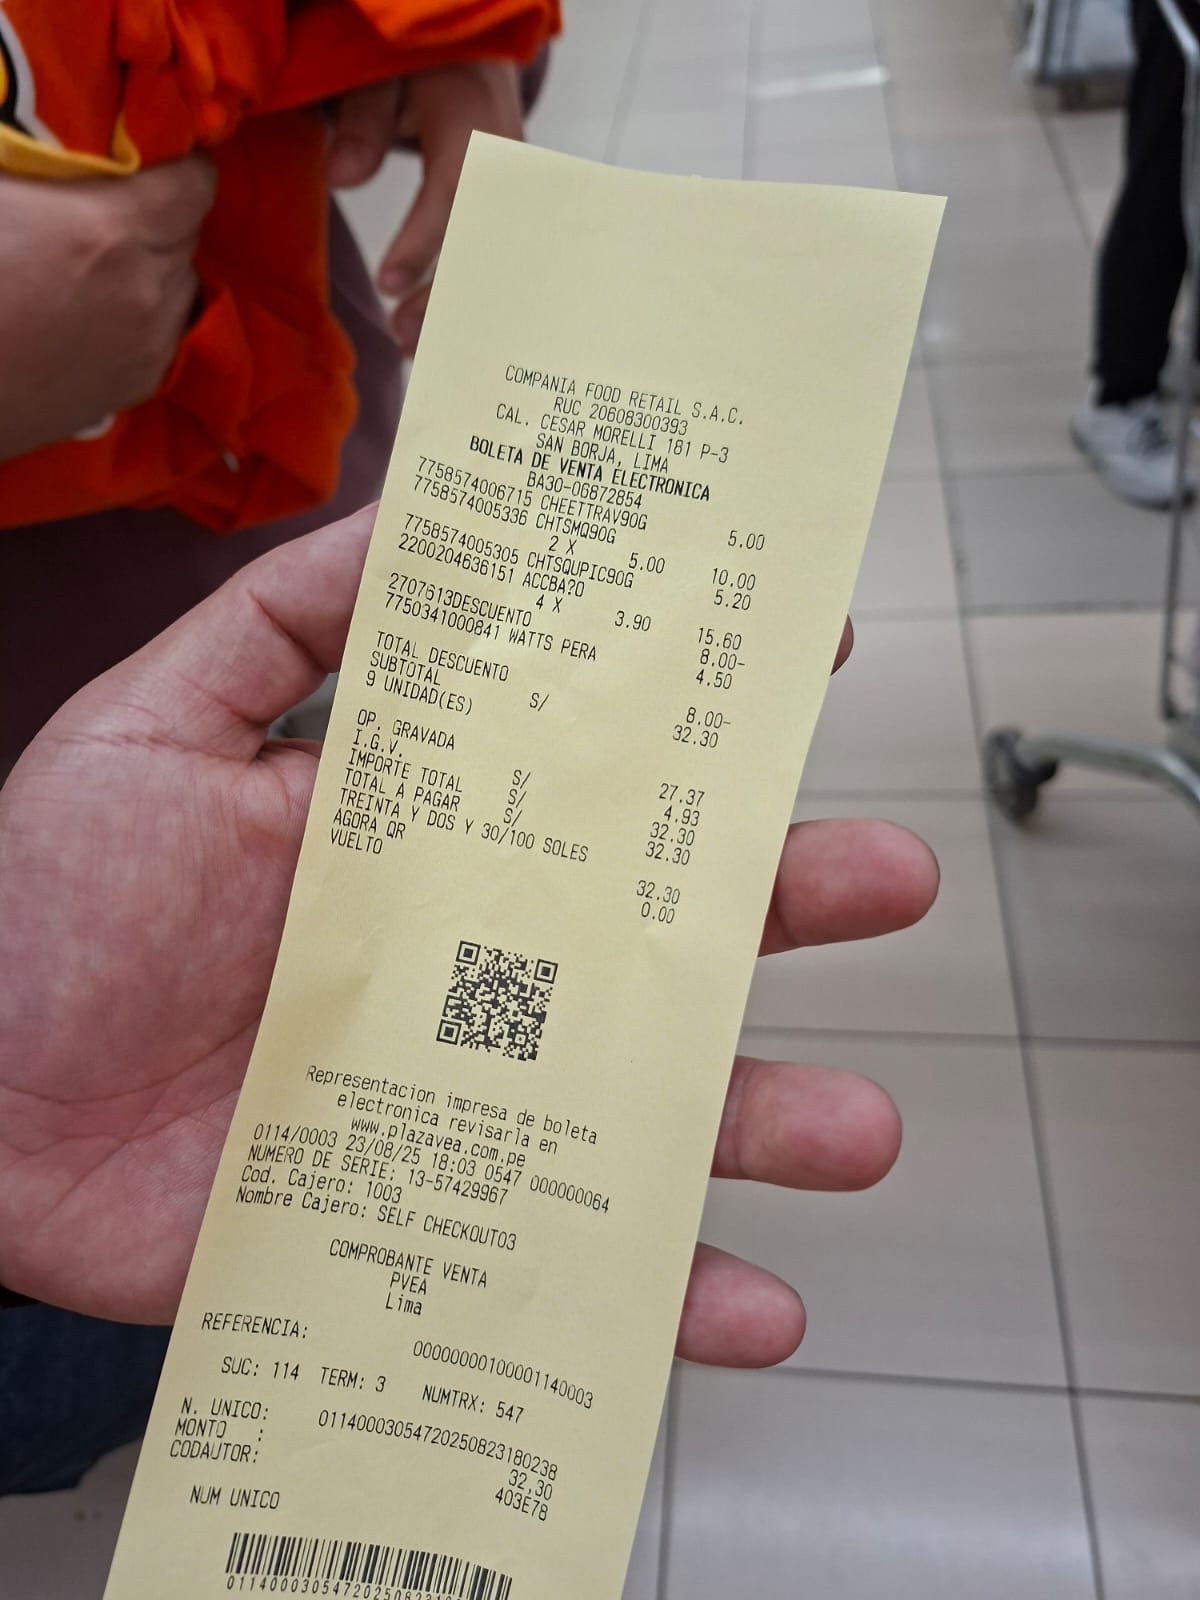 COMPANIA FOOD RETAIL S.A.C.
RUC 20608300393
CAL. CESAR MORELLI 181 P-3
SAN BORJA, LIMA
BOLETA DE VENTA ELECTRONICA
BA30-06872854
7758574006715 CHEETTRAV90G 5.00
7758574005336 CHTSMQ90G
2 X 5.00 10.00
7758574005305 CHTSQUPIC90G 5.20
2200204636151 ACCBA?O
4 X 3.90 15.60
2707613DESCUENTO 8.00-
7750341000841 WATTS PERA 4.50
TOTAL DESCUENTO 8.00-
SUBTOTAL S/ 32.30
9 UNIDAD(ES)
OP. GRAVADA S/ 27.37
I.G.V. S/ 4.93
IMPORTE TOTAL S/ 32.30
TOTAL A PAGAR 32.30
TREINTA Y DOS Y 30/100 SOLES
AGORA QR 32.30
VUELTO 0.00
Representacion impresa de boleta
electronica revisarla en
www.plazavea.com.pe
0114/0003 23/08/25 18:03 0547 000000064
NUMERO DE SERIE: 13-57429967
Cod. Cajero: 1003
Nombre Cajero: SELF CHECKOUT03
COMPROBANTE VENTA
PVEA
Lima
REFERENCIA: 00000000100001140003
SUC: 114 TERM: 3 NUMTRX: 547
N. UNICO: 01140003054720250823180238
MONTO : 32,30
CODAUTOR: 403E78
NUM UNICO